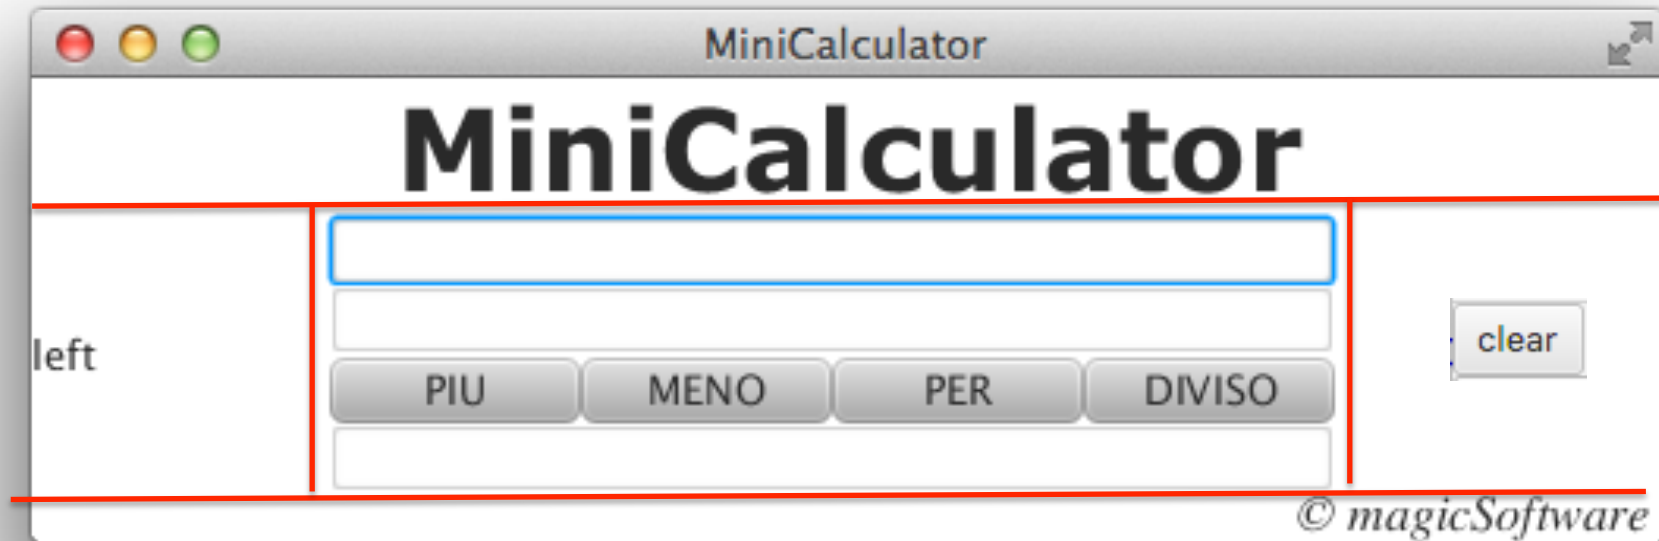 MiniCalculator
MiniCalculator
left
clear
PIU MENO PER DIVISO
© magicSoftware